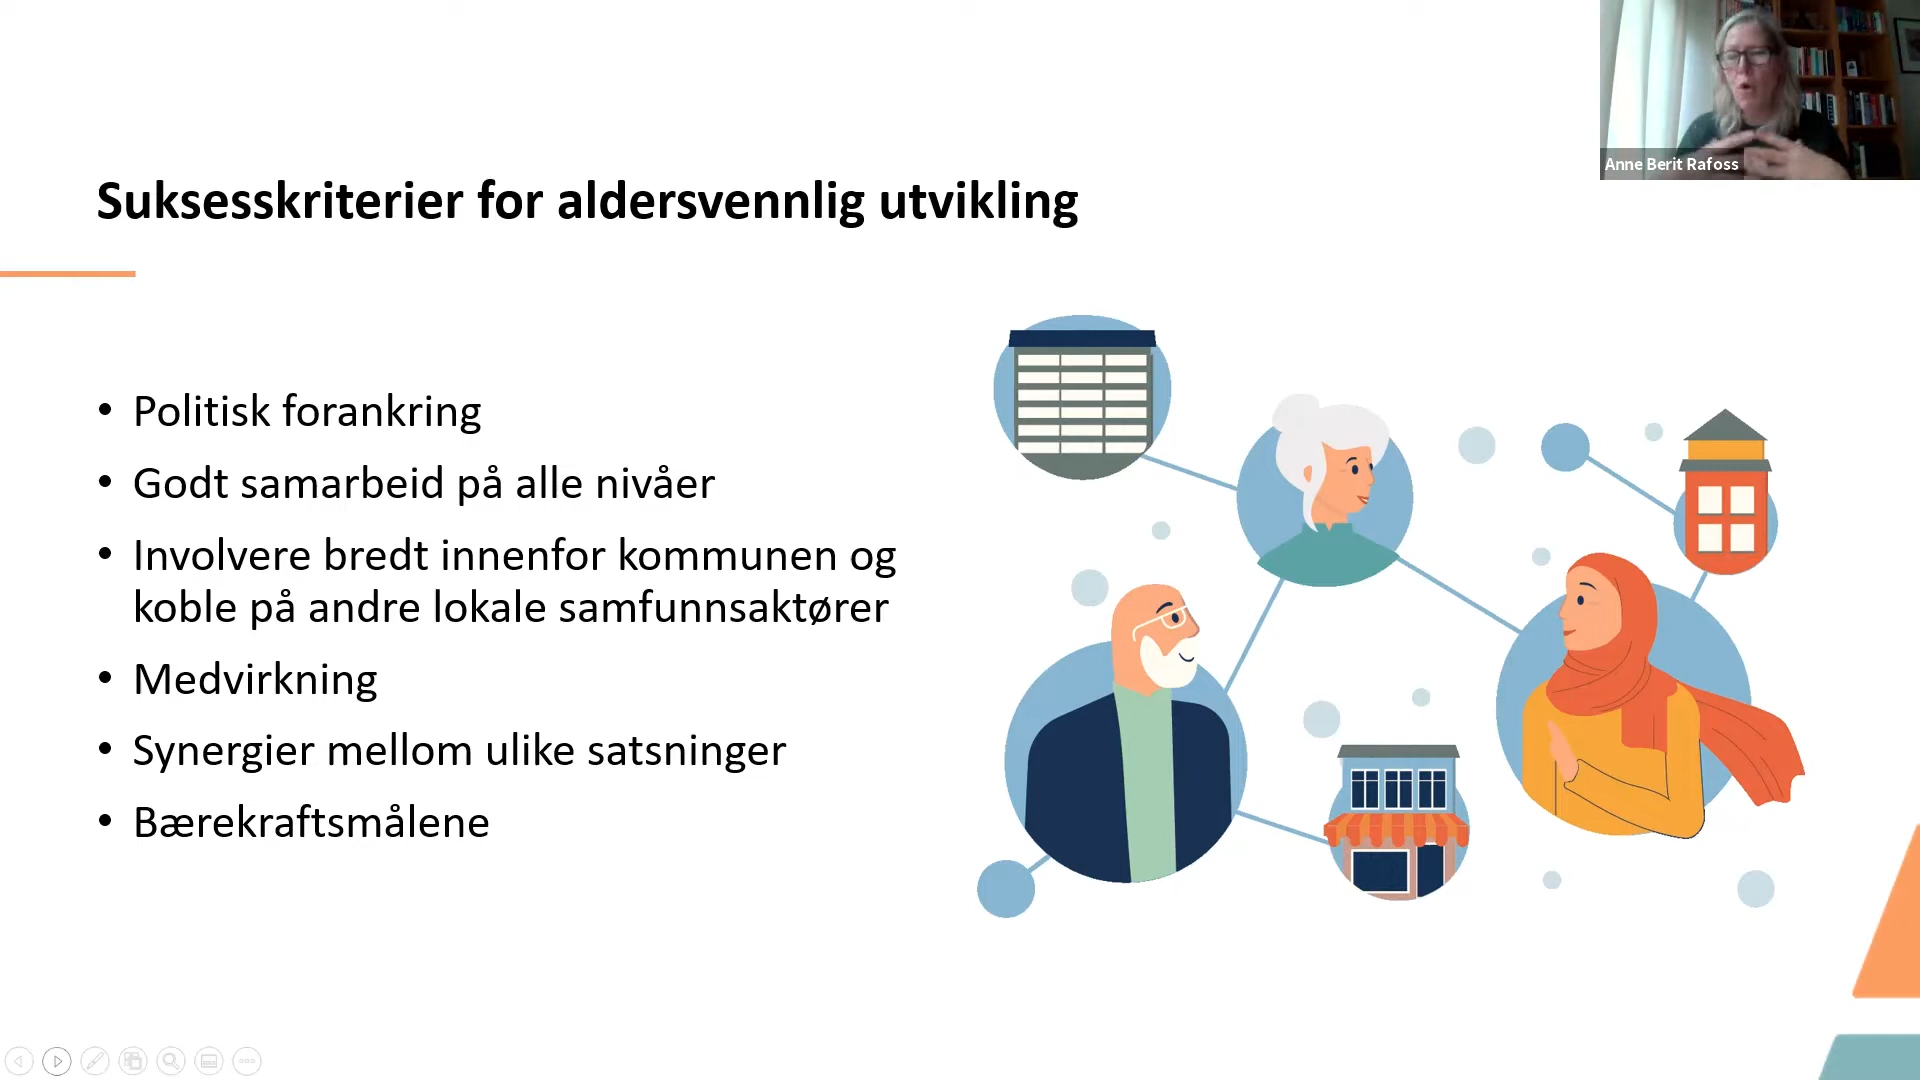 Anne Berit Rafoss
Suksesskriterier for aldersvennlig utvikling
• Politisk forankring
• Godt samarbeid på alle nivåer
• Involvere bredt innenfor kommunen og
koble på andre lokale samfunnsaktører
• Medvirkning
• Synergier mellom ulike satsninger
• Bærekraftsmålene